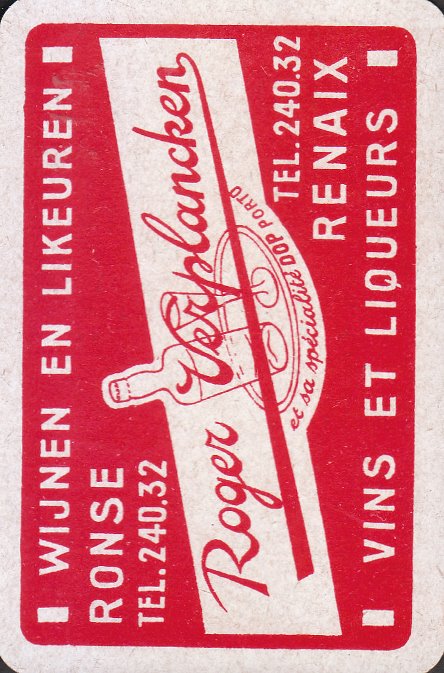 WIJNEN EN LIKEUREN
RONSE
TEL. 240.32
Roger Verplancken
et sa spécialité DOP PORTO
TEL. 240.32
RENAIX
VINS ET LIQUEURS